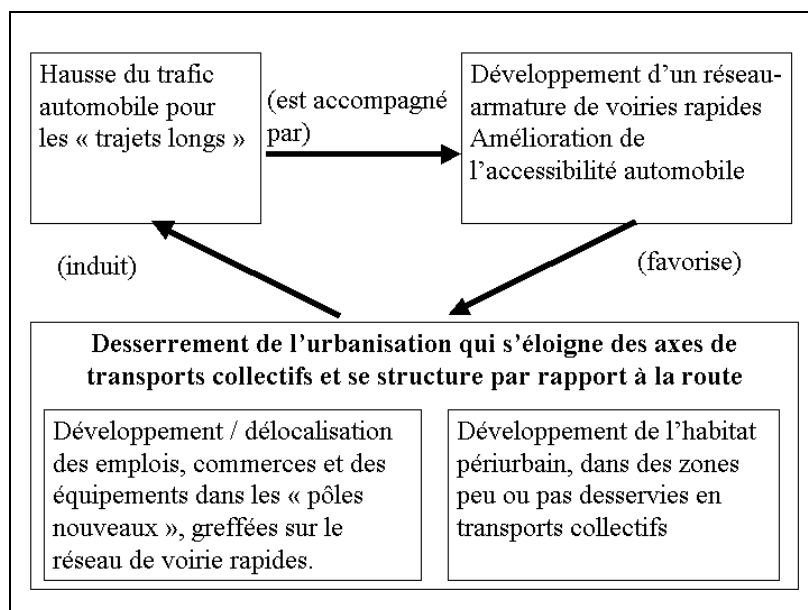 Hausse du trafic
automobile pour
les « trajets longs »
(est accompagné
par)
Développement d’un réseau-
armature de voiries rapides
Amélioration de
l’accessibilité automobile
(induit)
(favorise)
Desserrement de l’urbanisation qui s’éloigne des axes de
transports collectifs et se structure par rapport à la route
Développement / délocalisation
des emplois, commerces et des
équipements dans les « pôles
nouveaux », greffées sur le
réseau de voirie rapides.
Développement de l’habitat
périurbain, dans des zones
peu ou pas desservies en
transports collectifs